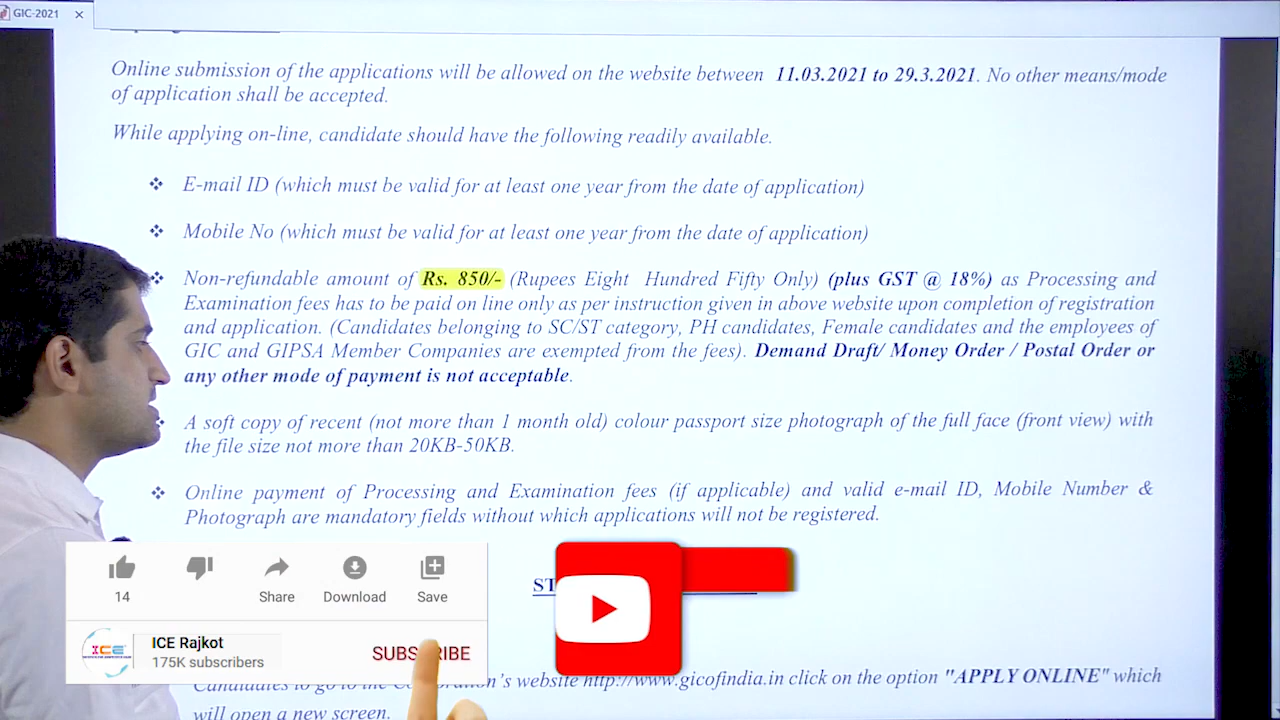 GIC-2021
Online submission of the applications will be allowed on the website between 11.03.2021 to 29.3.2021. No other means/mode
of application shall be accepted.
While applying on-line, candidate should have the following readily available.
E-mail ID (which must be valid for at least one year from the date of application)
Mobile No (which must be valid for at least one year from the date of application)
Non-refundable amount of Rs. 850/- (Rupees Eight Hundred Fifty Only) (plus GST @ 18%) as Processing and
Examination fees has to be paid on line only as per instruction given in above website upon completion of registration
and application. (Candidates belonging to SC/ST category, PH candidates, Female candidates and the employees of
GIC and GIPSA Member Companies are exempted from the fees). Demand Draft/ Money Order / Postal Order or
any other mode of payment is not acceptable.
A soft copy of recent (not more than 1 month old) colour passport size photograph of the full face (front view) with
the file size not more than 20KB-50KB.
Online payment of Processing and Examination fees (if applicable) and valid e-mail ID, Mobile Number &
Photograph are mandatory fields without which applications will not be registered.
ST
14 Share Download Save
ICE
ICE Rajkot
175K subscribers
SUBSCRIBE
Candidates to go to the Corporation's website http://www.gicofindia.in click on the option "APPLY ONLINE" which
will open a new screen.